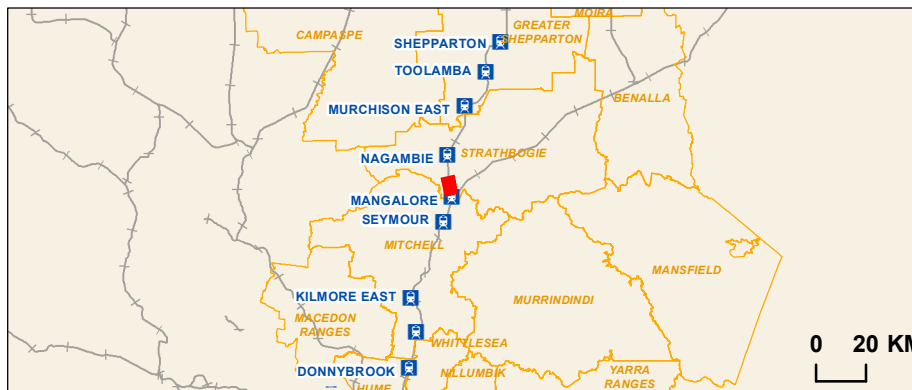 MOIRA
GREATER
SHEPPARTON
CAMPASPE
SHEPPARTON
TOOLAMBA
BENALLA
MURCHISON EAST
STRATHBOGIE
NAGAMBIE
MANGALORE
SEYMOUR
MITCHELL
MANSFIELD
KILMORE EAST
MURRINDINDI
MACEDON
RANGES
WHITTLESEA
0 20 KM
DONNYBROOK
NILLUMBIK
YARRA
RANGES
HUME